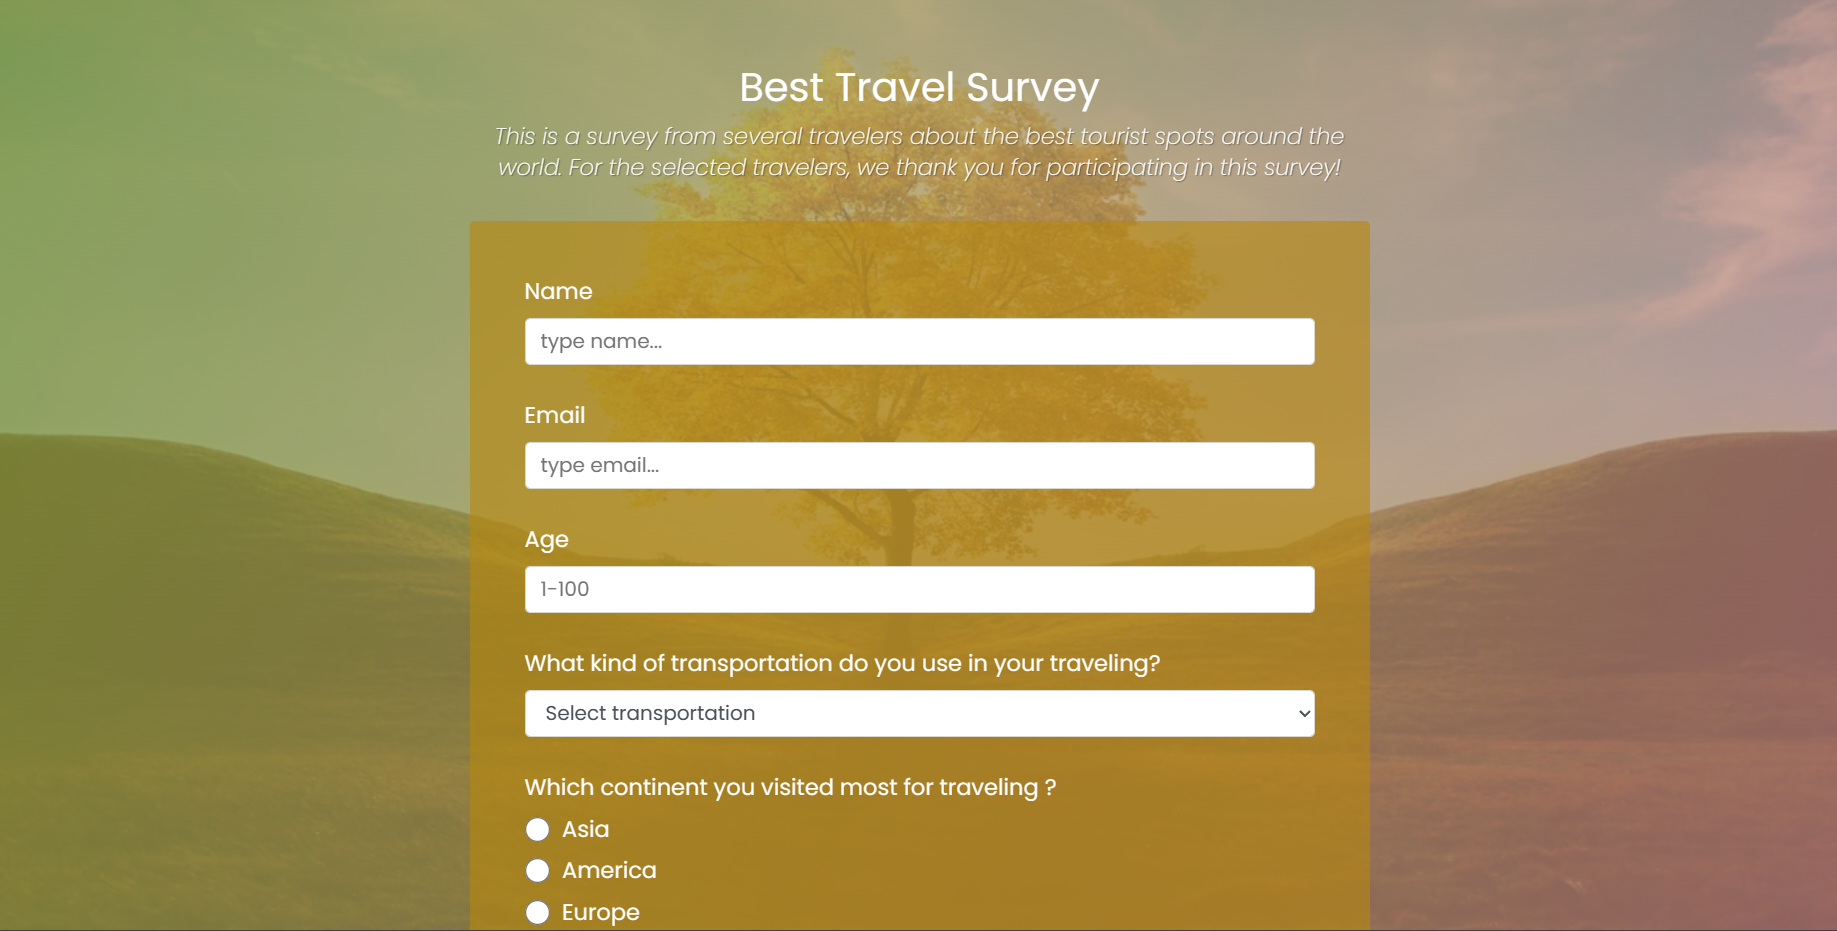 Best Travel Survey
This is a survey from several travelers about the best tourist spots around the
world. For the selected travelers, we thank you for participating in this survey!
Name
type name...
Email
type email...
Age
1-100
What kind of transportation do you use in your traveling?
Select transportation
Which continent you visited most for traveling ?
Asia
America
Europe